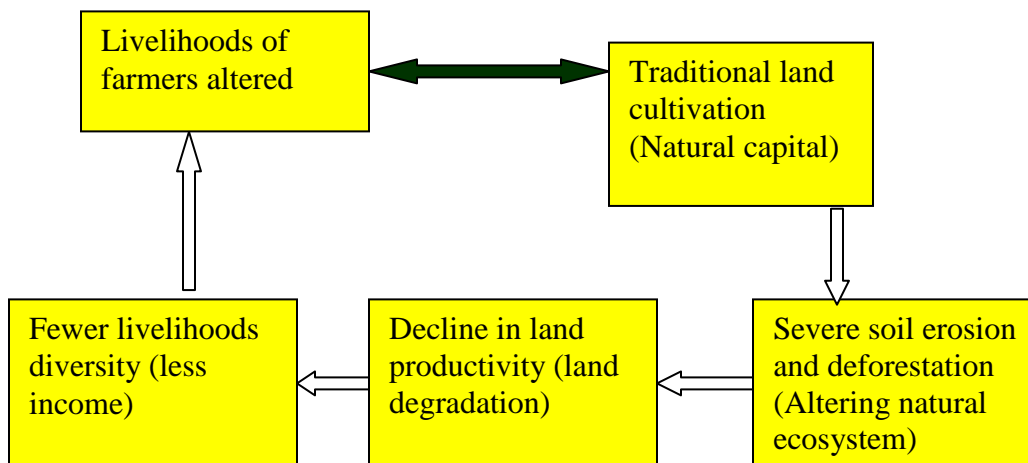 Livelihoods of
farmers altered
Traditional land
cultivation
(Natural capital)
Fewer livelihoods
diversity (less
income)
Decline in land
productivity (land
degradation)
Severe soil erosion
and deforestation
(Altering natural
ecosystem)